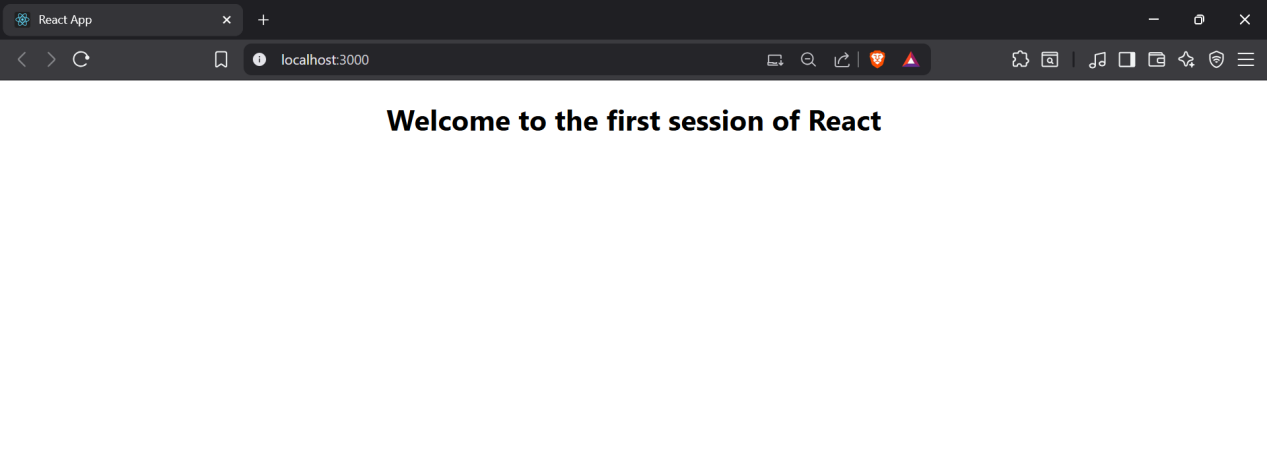 React App
localhost:3000
Welcome to the first session of React